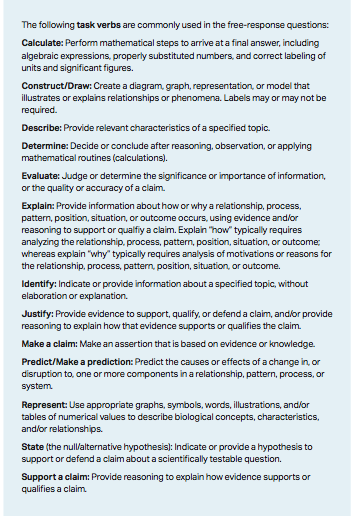 The following task verbs are commonly used in the free-response questions:
Calculate: Perform mathematical steps to arrive at a final answer, including
algebraic expressions, properly substituted numbers, and correct labeling of
units and significant figures.
Construct/Draw: Create a diagram, graph, representation, or model that
illustrates or explains relationships or phenomena. Labels may or may not be
required.
Describe: Provide relevant characteristics of a specified topic.
Determine: Decide or conclude after reasoning, observation, or applying
mathematical routines (calculations).
Evaluate: Judge or determine the significance or importance of information,
or the quality or accuracy of a claim.
Explain: Provide information about how or why a relationship, process,
pattern, position, situation, or outcome occurs, using evidence and/or
reasoning to support or qualify a claim. Explain "how" typically requires
analyzing the relationship, process, pattern, position, situation, or outcome;
whereas explain "why" typically requires analysis of motivations or reasons for
the relationship, process, pattern, position, situation, or outcome.
Identify: Indicate or provide information about a specified topic, without
elaboration or explanation.
Justify: Provide evidence to support, qualify, or defend a claim, and/or provide
reasoning to explain how that evidence supports or qualifies the claim.
Make a claim: Make an assertion that is based on evidence or knowledge.
Predict/Make a prediction: Predict the causes or effects of a change in, or
disruption to, one or more components in a relationship, pattern, process, or
system.
Represent: Use appropriate graphs, symbols, words, illustrations, and/or
tables of numerical values to describe biological concepts, characteristics,
and/or relationships.
State (the null/alternative hypothesis): Indicate or provide a hypothesis to
support or defend a claim about a scientifically testable question.
Support a claim: Provide reasoning to explain how evidence supports or
qualifies a claim.